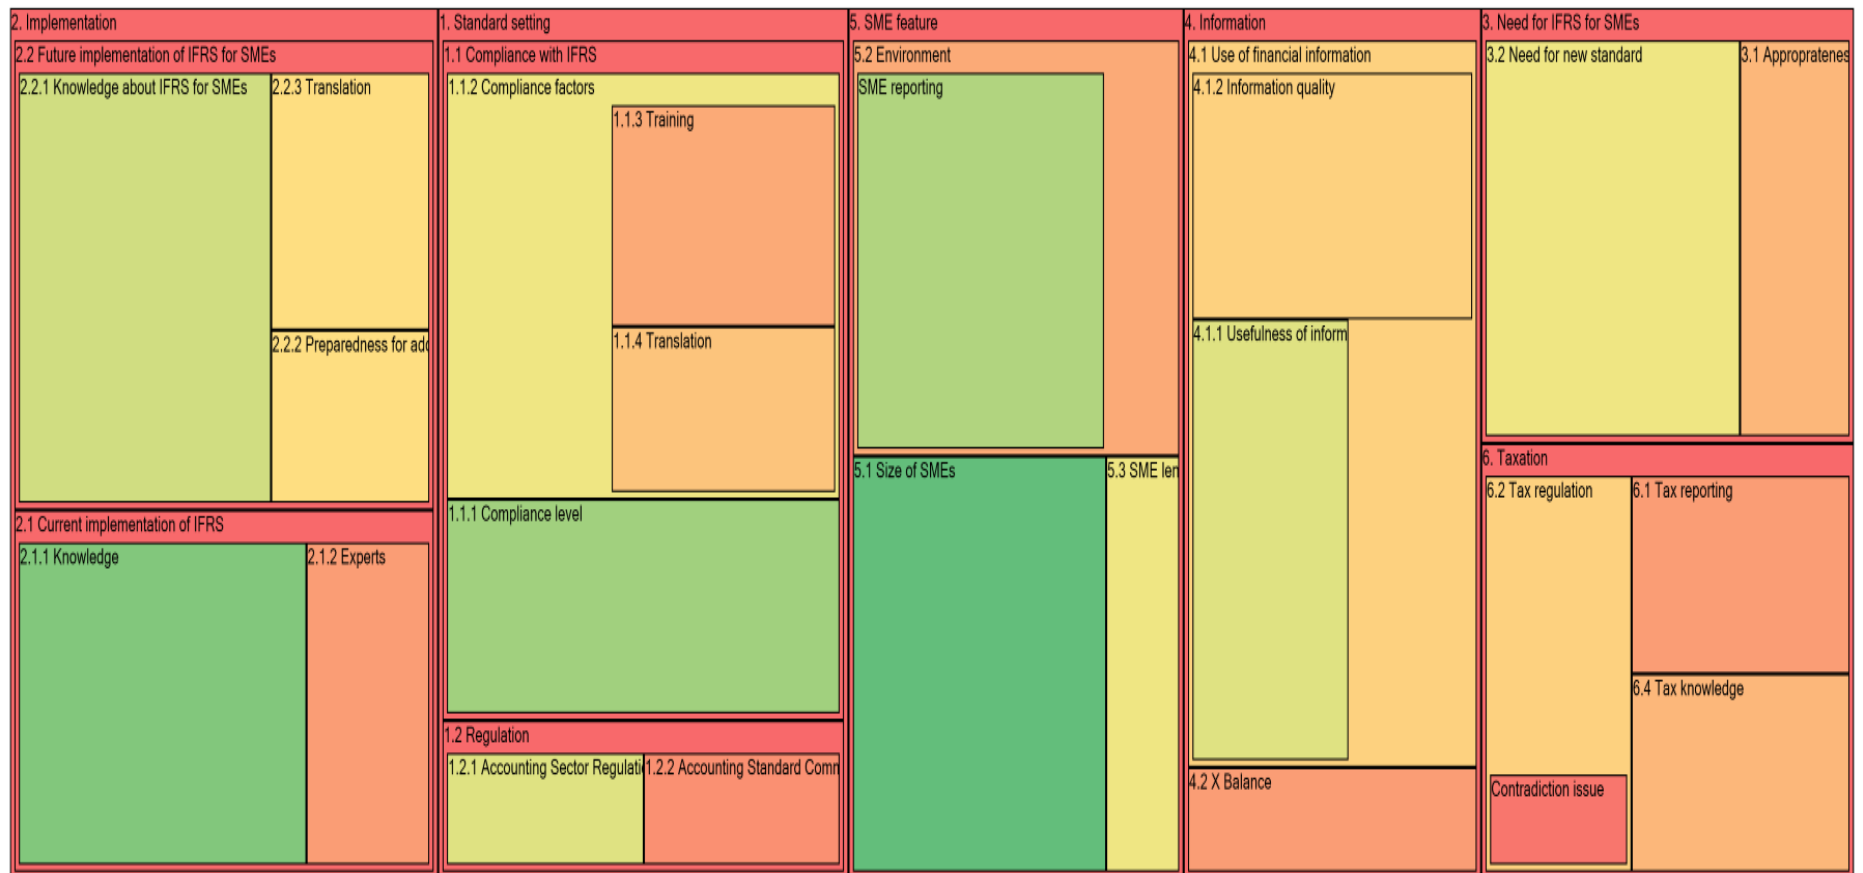 2. Implementation
2.2 Future implementation of IFRS for SMEs
2.2.1 Knowledge about IFRS for SMEs
2.2.3 Translation
2.2.2 Preparedness for add
2.1 Current implementation of IFRS
2.1.1 Knowledge
2.1.2 Experts
1. Standard setting
1.1 Compliance with IFRS
1.1.2 Compliance factors
1.1.3 Training
1.1.4 Translation
1.1.1 Compliance level
1.2 Regulation
1.2.1 Accounting Sector Regulati
1.2.2 Accounting Standard Comm
5. SME feature
5.2 Environment
SME reporting
5.1 Size of SMEs
5.3 SME len
4. Information
4.1 Use of financial information
4.1.2 Information quality
4.1.1 Usefulness of inform
4.2 X Balance
3. Need for IFRS for SMEs
3.2 Need for new standard
3.1 Appropratenes
6. Taxation
6.2 Tax regulation
6.1 Tax reporting
6.4 Tax knowledge
Contradiction issue